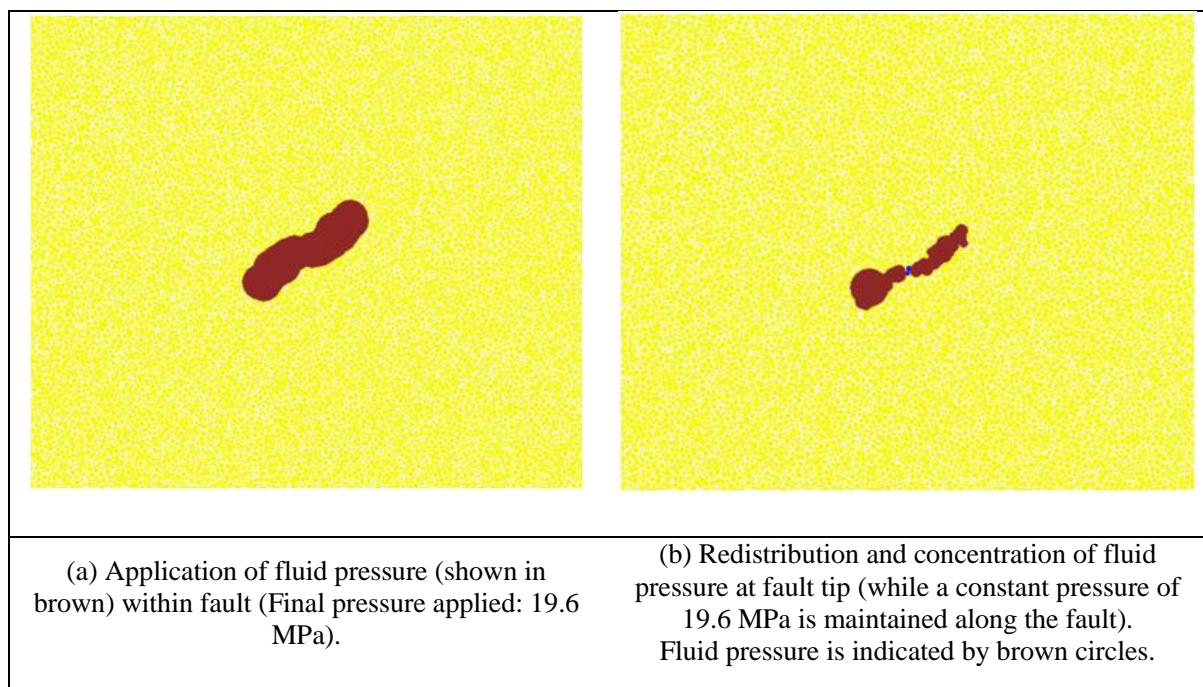 (a) Application of fluid pressure (shown in
brown) within fault (Final pressure applied: 19.6
MPa).
(b) Redistribution and concentration of fluid
pressure at fault tip (while a constant pressure of
19.6 MPa is maintained along the fault).
Fluid pressure is indicated by brown circles.